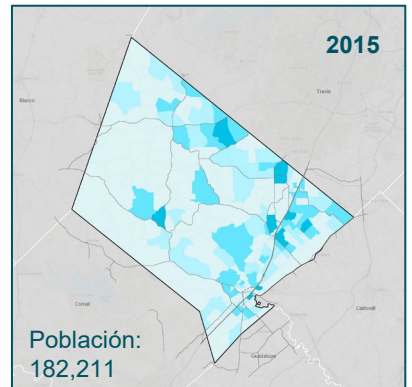 2015
Blanco
Travis
Comal
Caldwell
Guadalupe
Población:
182,211